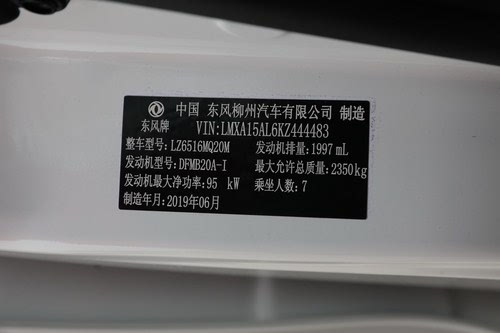 中国 东风柳州汽车有限公司 制造
东风牌 VIN:LMXA15AL6KZ444483
整车型号:LZ6516MQ20M 发动机排量:1997 mL
发动机型号:DFMB20A-I 最大允许总质量:2350kg
发动机最大净功率:95 kW 乘坐人数:7
制造年月:2019年06月